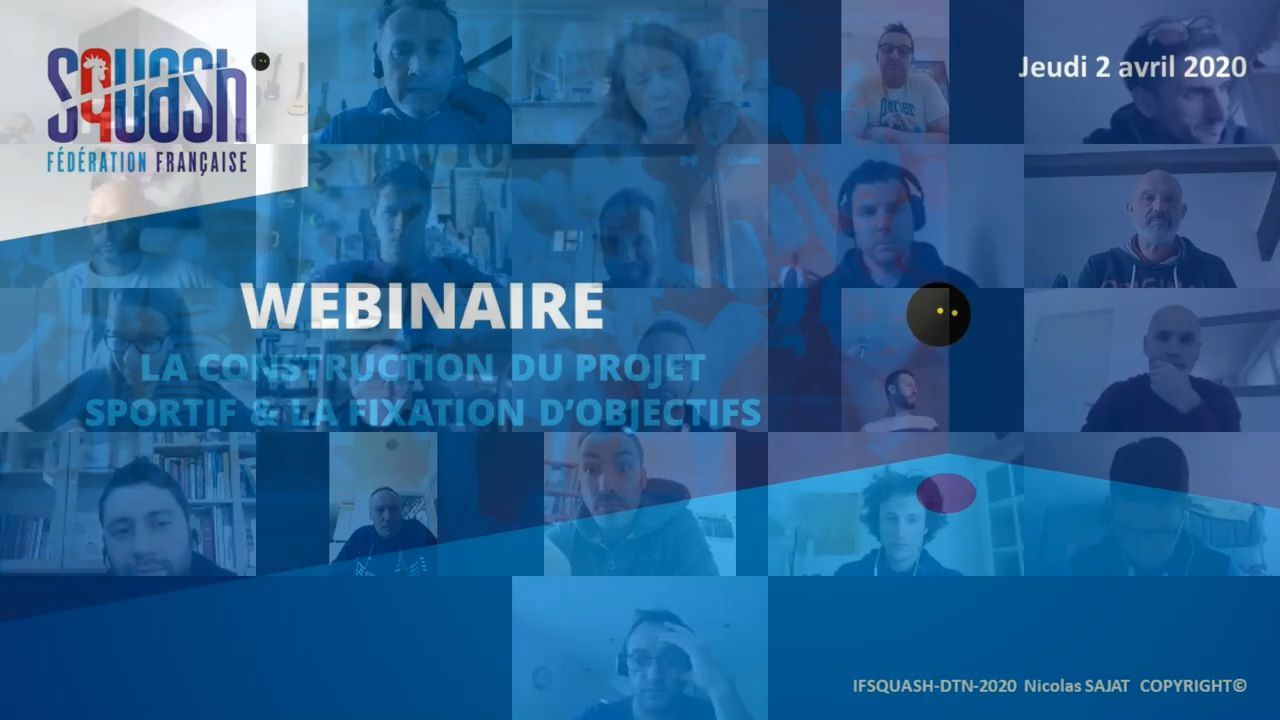 Squash
FÉDÉRATION FRANÇAISE
Jeudi 2 avril 2020
WEBINAIRE
LA CONSTRUCTION DU PROJET
SPORTIF & LA FIXATION D'OBJECTIFS
IFSQUASH-DTN-2020 Nicolas SAJAT COPYRIGHT©